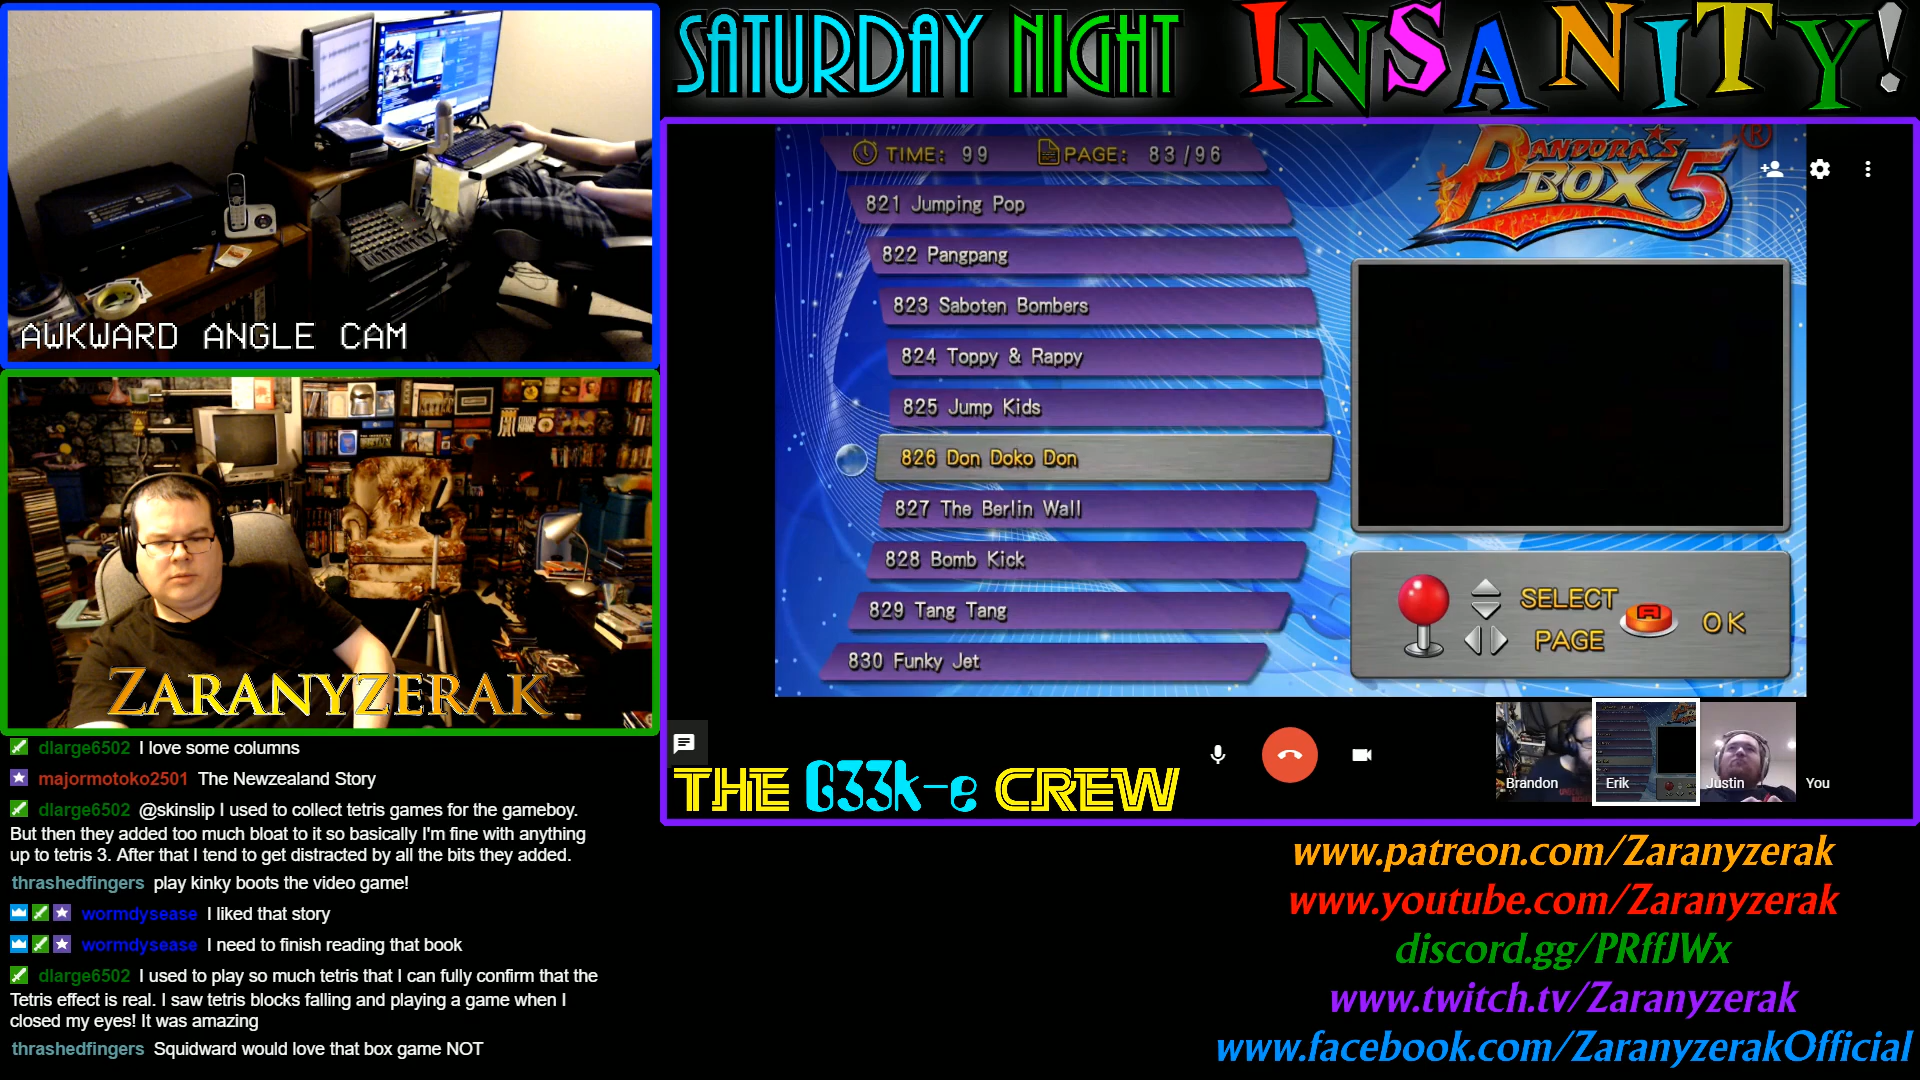 SATURDAY NIGHT INSANITY!
AWKWARD ANGLE CAM
ZARANYZERAK
TIME: 99 PAGE: 83/96
821 Jumping Pop
822 Pangpang
823 Saboten Bombers
824 Toppy & Rappy
825 Jump Kids
826 Don Doko Don
827 The Berlin Wall
828 Bomb Kick
829 Tang Tang
830 Funky Jet
PANDORA'S BOX 5 ®
SELECT
PAGE
A OK
Brandon
Erik
Justin
You
THE G33K-e CREW
dlarge6502 I love some columns
majormotoko2501 The Newzealand Story
dlarge6502 @skinslip I used to collect tetris games for the gameboy.
But then they added too much bloat to it so basically I'm fine with anything
up to tetris 3. After that I tend to get distracted by all the bits they added.
thrashedfingers play kinky boots the video game!
wormdysease I liked that story
wormdysease I need to finish reading that book
dlarge6502 I used to play so much tetris that I can fully confirm that the
Tetris effect is real. I saw tetris blocks falling and playing a game when I
closed my eyes! It was amazing
thrashedfingers Squidward would love that box game NOT
www.patreon.com/Zaranyzerak
www.youtube.com/Zaranyzerak
discord.gg/PRffJWx
www.twitch.tv/Zaranyzerak
www.facebook.com/ZaranyzerakOfficial